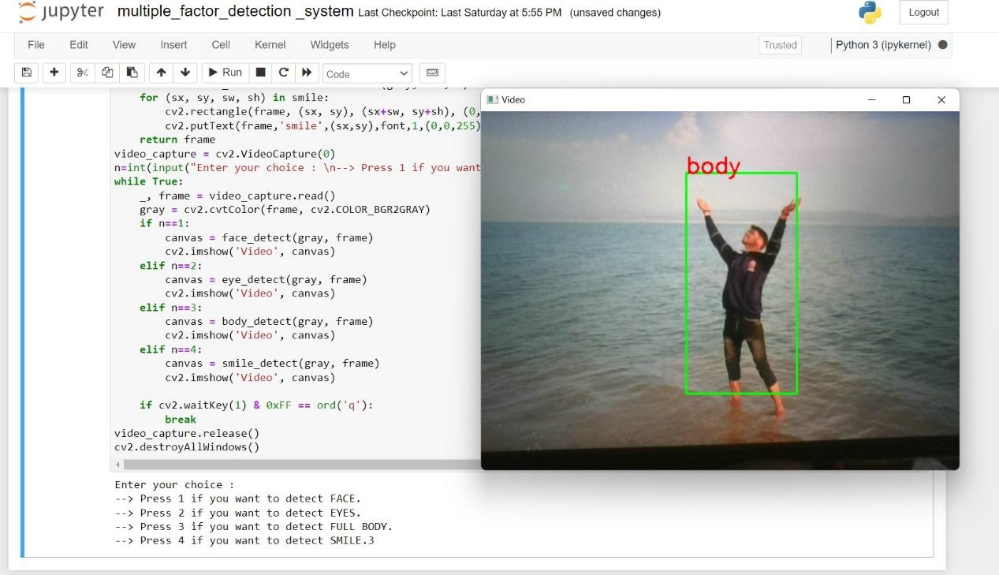 jupyter multiple_factor_detection _system Last Checkpoint: Last Saturday at 5:55 PM (unsaved changes) Logout
File Edit View Insert Cell Kernel Widgets Help Trusted Python 3 (ipykernel)
Run Code
for (sx, sy, sw, sh) in smile:
cv2.rectangle(frame, (sx, sy), (sx+sw, sy+sh), (0,
cv2.putText(frame,'smile',(sx,sy),font,1,(0,0,255)
return frame
video_capture = cv2.VideoCapture(0)
n=int(input("Enter your choice : \n--> Press 1 if you want
while True:
_, frame = video_capture.read()
gray = cv2.cvtColor(frame, cv2.COLOR_BGR2GRAY)
if n==1:
canvas = face_detect(gray, frame)
cv2.imshow('Video', canvas)
elif n==2:
canvas = eye_detect(gray, frame)
cv2.imshow('Video', canvas)
elif n==3:
canvas = body_detect(gray, frame)
cv2.imshow('Video', canvas)
elif n==4:
canvas = smile_detect(gray, frame)
cv2.imshow('Video', canvas)
if cv2.waitKey(1) & 0xFF == ord('q'):
break
video_capture.release()
cv2.destroyAllWindows()
Video
body
Enter your choice :
--> Press 1 if you want to detect FACE.
--> Press 2 if you want to detect EYES.
--> Press 3 if you want to detect FULL BODY.
--> Press 4 if you want to detect SMILE.3